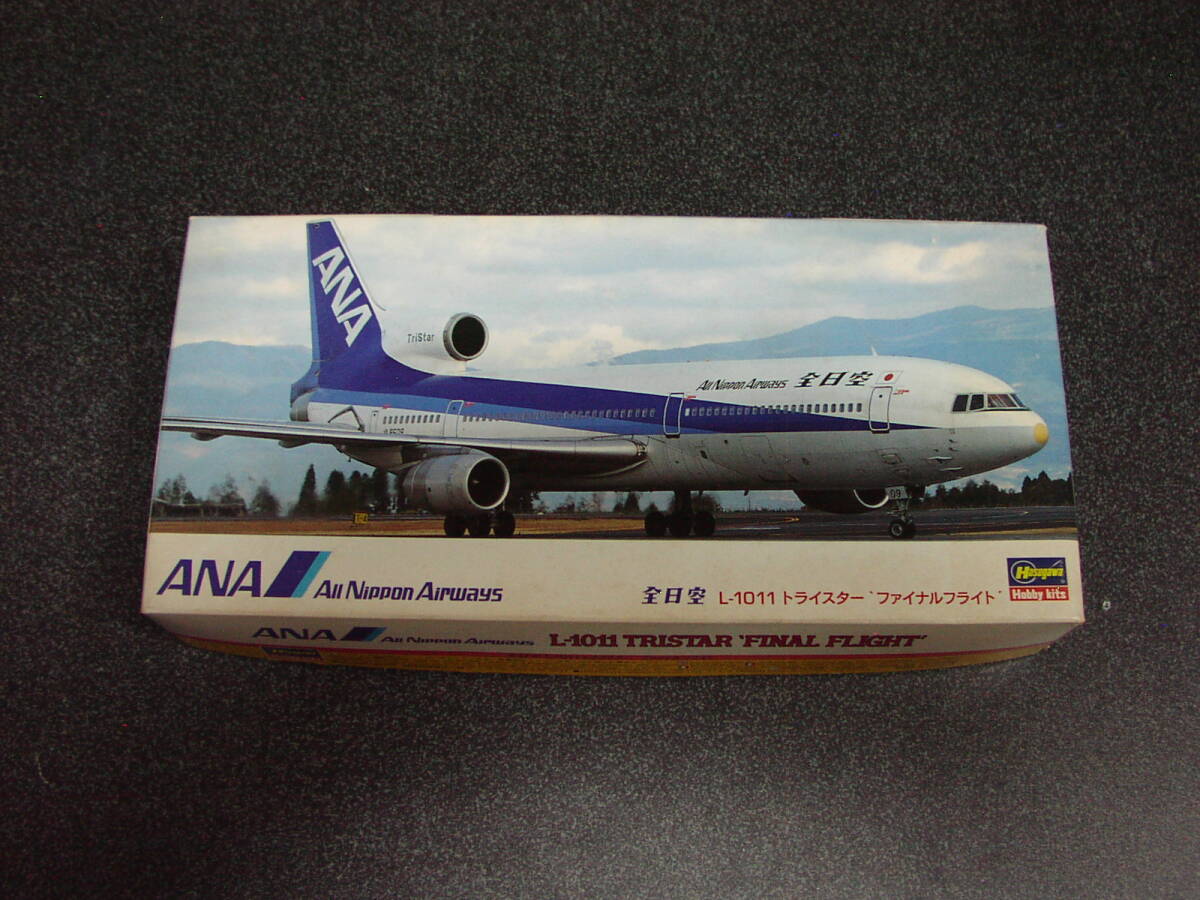 ANA
TriStar
All Nippon Airways 全日空
09
ANA All Nippon Airways
全日空 L-1011 トライスター 'ファイナルフライト'
Hasegawa
Hobby kits
ANA All Nippon Airways L-1011 TRISTAR 'FINAL FLIGHT'